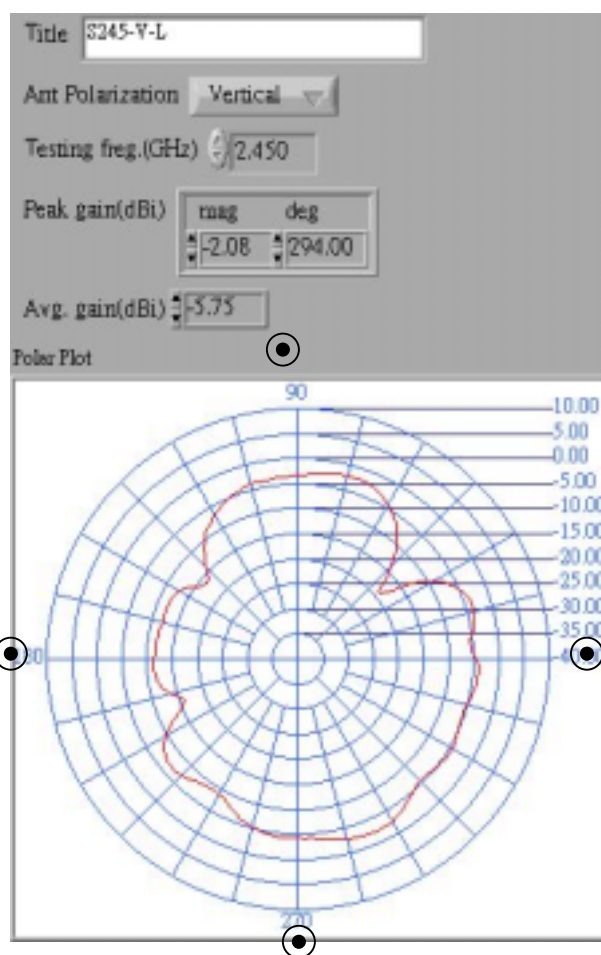 Title S245-V-L
Ant Polarization Vertical
Testing freg.(GHz) 2.450
Peak gain(dBi) mag deg
-2.08 294.00
Avg. gain(dBi) -5.75
Polar Plot
90
10.00
5.00
0.00
-5.00
-10.00
-15.00
-20.00
-25.00
-30.00
-35.00
270